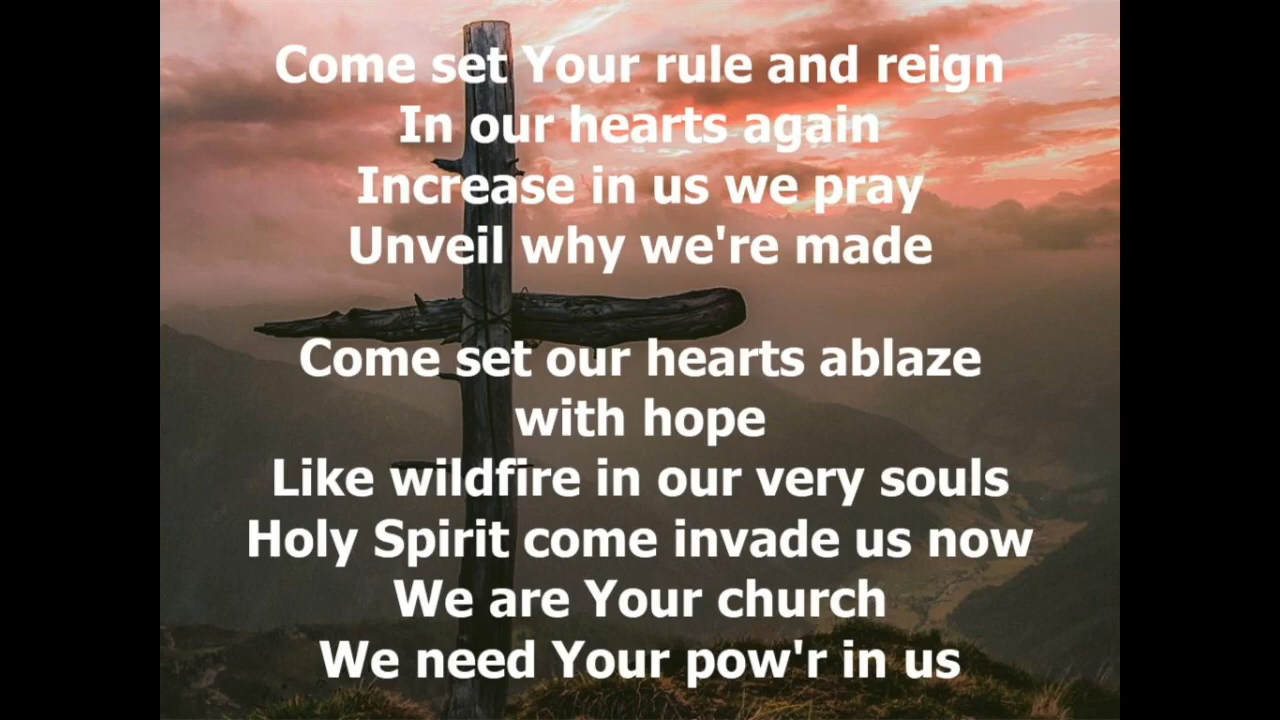 Come set Your rule and reign
In our hearts again
Increase in us we pray
Unveil why we're made
Come set our hearts ablaze
with hope
Like wildfire in our very souls
Holy Spirit come invade us now
We are Your church
We need Your pow'r in us